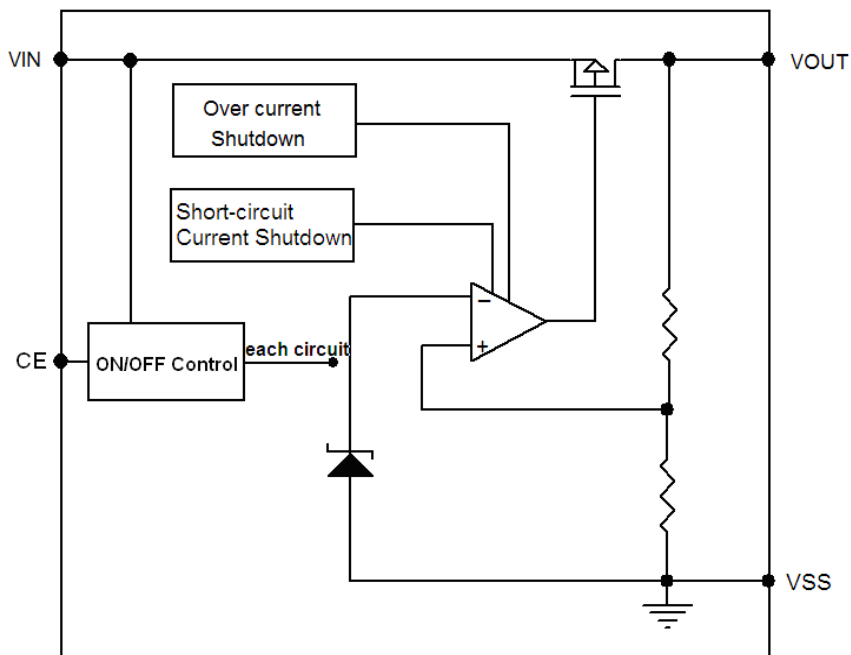 VIN
VOUT
Over current
Shutdown
Short-circuit
Current Shutdown
−
+
CE
ON/OFF Control
each circuit
VSS